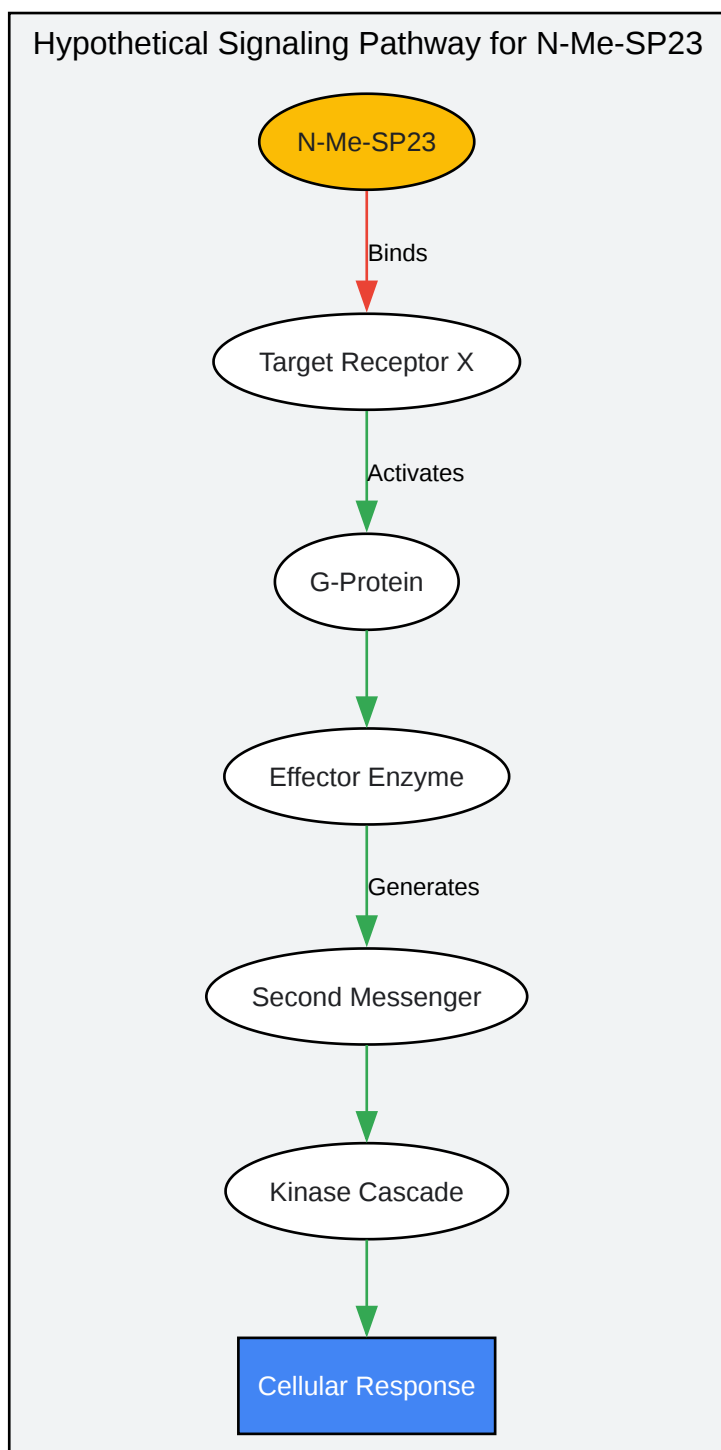 Hypothetical Signaling Pathway for N-Me-SP23
N-Me-SP23
Binds
Target Receptor X
Activates
G-Protein
Effector Enzyme
Generates
Second Messenger
Kinase Cascade
Cellular Response